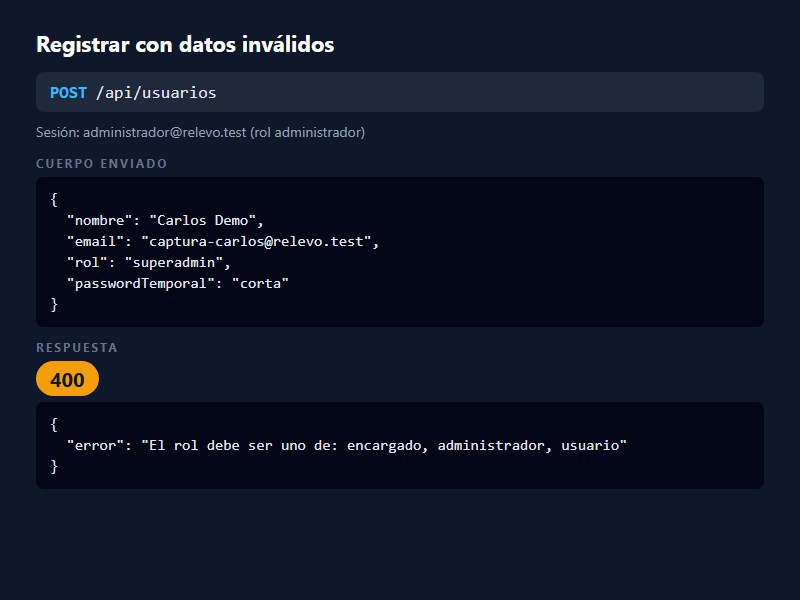 Registrar con datos inválidos
POST /api/usuarios
Sesión: administrador@relevo.test (rol administrador)
CUERPO ENVIADO
{
  "nombre": "Carlos Demo",
  "email": "captura-carlos@relevo.test",
  "rol": "superadmin",
  "passwordTemporal": "corta"
}
RESPUESTA
400
{
  "error": "El rol debe ser uno de: encargado, administrador, usuario"
}